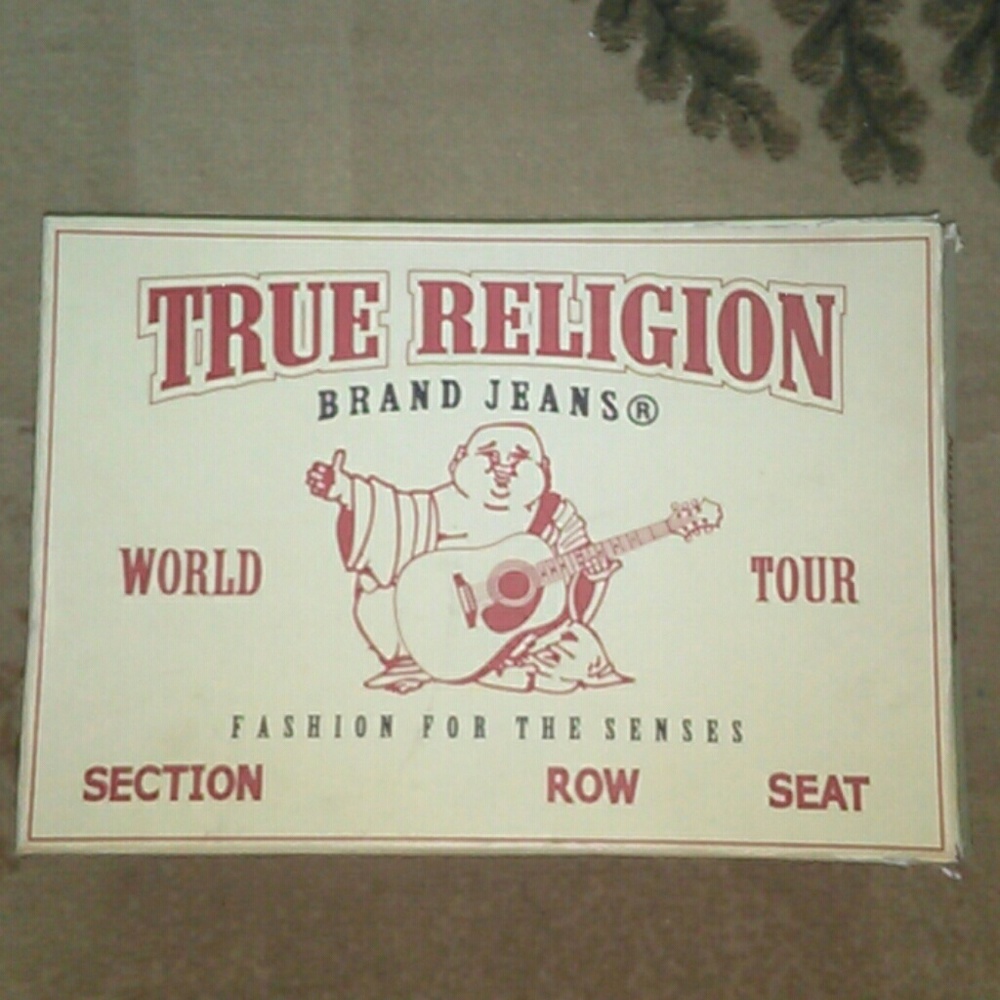 TRUE RELIGION
BRAND JEANS®
WORLD TOUR
FASHION FOR THE SENSES
SECTION ROW SEAT